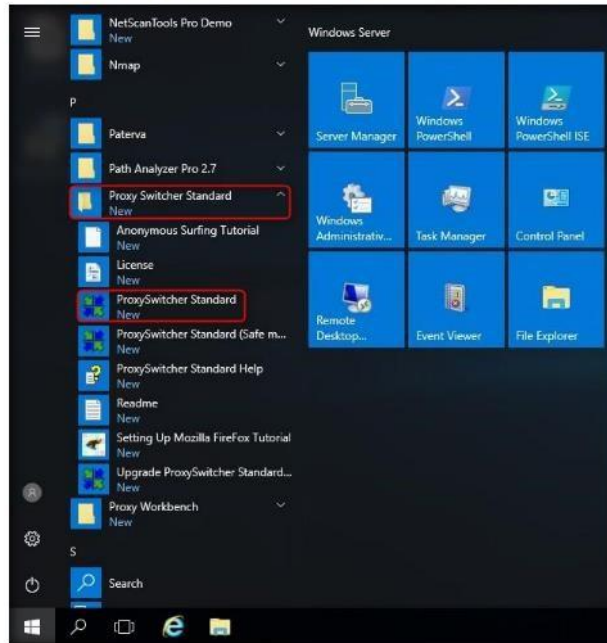 NetScanTools Pro Demo
New
Nmap
P
Paterva
Path Analyzer Pro 2.7
Proxy Switcher Standard
New
Anonymous Surfing Tutorial
New
License
New
ProxySwitcher Standard
New
ProxySwitcher Standard (Safe m...
New
ProxySwitcher Standard Help
New
Readme
New
Setting Up Mozilla FireFox Tutorial
New
Upgrade ProxySwitcher Standard...
New
Proxy Workbench
New
S
Search
Windows Server
Server Manager
Windows
PowerShell
Windows
PowerShell ISE
Windows
Administrativ...
Task Manager
Control Panel
Remote
Desktop...
Event Viewer
File Explorer